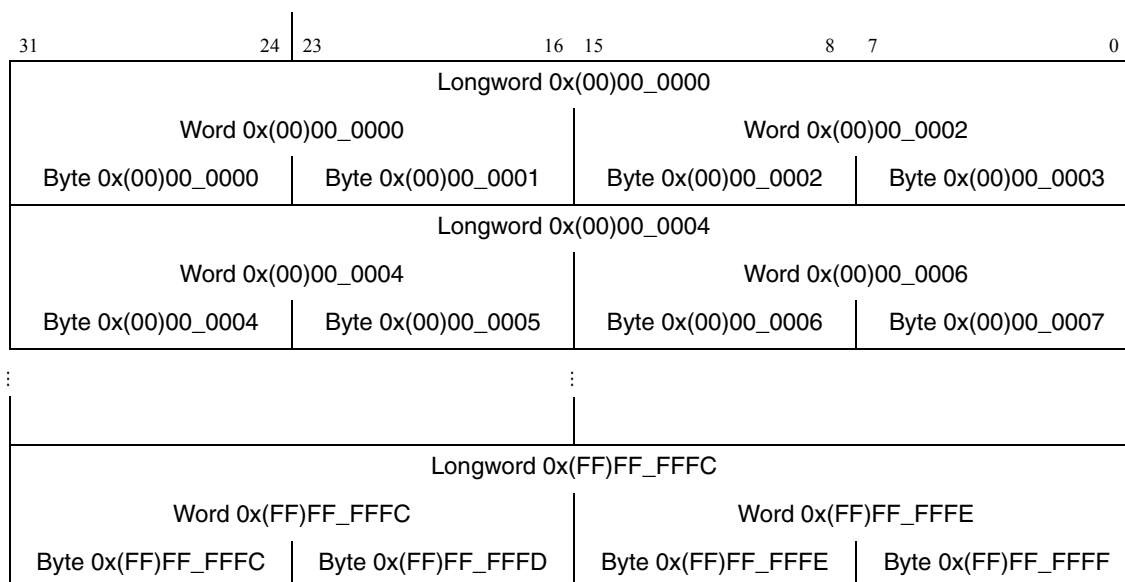 31 24 23 16 15 8 7 0
Longword 0x(00)00_0000
Word 0x(00)00_0000 Word 0x(00)00_0002
Byte 0x(00)00_0000 Byte 0x(00)00_0001 Byte 0x(00)00_0002 Byte 0x(00)00_0003
Longword 0x(00)00_0004
Word 0x(00)00_0004 Word 0x(00)00_0006
Byte 0x(00)00_0004 Byte 0x(00)00_0005 Byte 0x(00)00_0006 Byte 0x(00)00_0007
⋮ ⋮
Longword 0x(FF)FF_FFFC
Word 0x(FF)FF_FFFC Word 0x(FF)FF_FFFE
Byte 0x(FF)FF_FFFC Byte 0x(FF)FF_FFFD Byte 0x(FF)FF_FFFE Byte 0x(FF)FF_FFFF